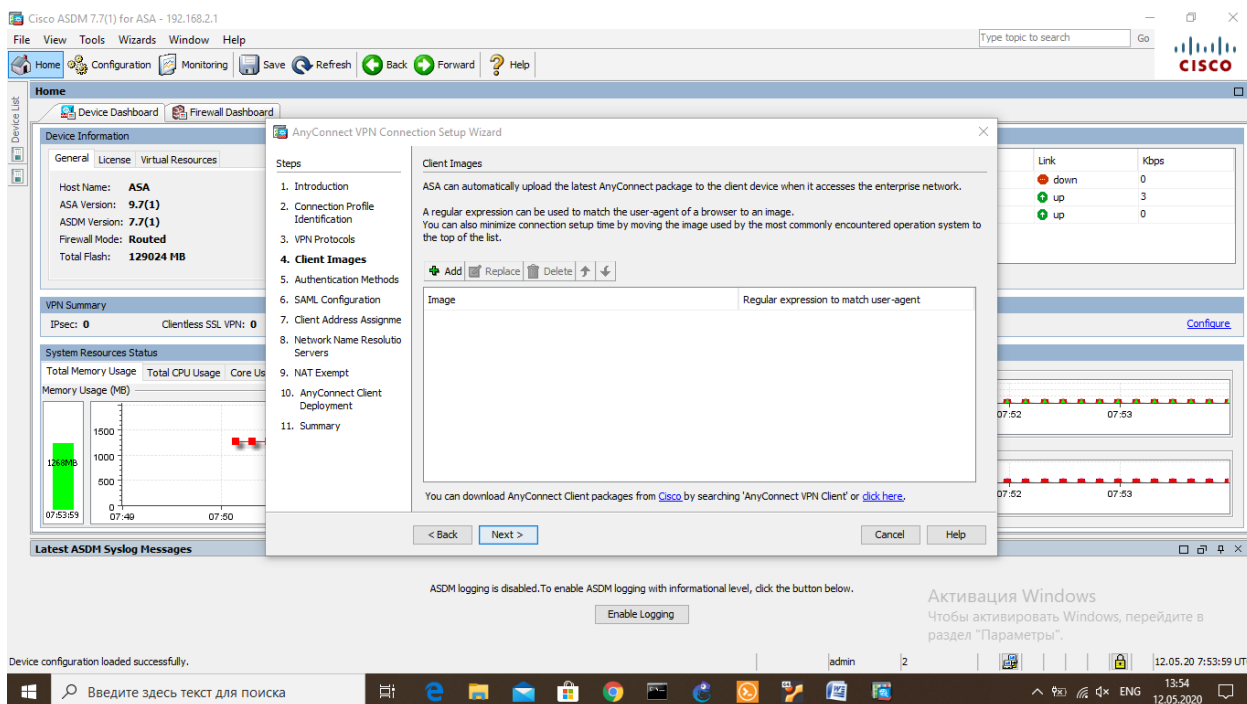 Cisco ASDM 7.7(1) for ASA - 192.168.2.1
File View Tools Wizards Window Help
Type topic to search Go
Home Configuration Monitoring Save Refresh Back Forward Help
CISCO
Home
Device List
Device Dashboard Firewall Dashboard
Device Information
General License Virtual Resources
Host Name: ASA
ASA Version: 9.7(1)
ASDM Version: 7.7(1)
Firewall Mode: Routed
Total Flash: 129024 MB
VPN Summary
IPsec: 0 Clientless SSL VPN: 0
System Resources Status
Total Memory Usage Total CPU Usage Core Us
Memory Usage (MB)
1500
1000
500
0
1268MB
07:53:59
07:49 07:50
AnyConnect VPN Connection Setup Wizard
Steps
1. Introduction
2. Connection Profile
Identification
3. VPN Protocols
4. Client Images
5. Authentication Methods
6. SAML Configuration
7. Client Address Assignme
8. Network Name Resolutio
Servers
9. NAT Exempt
10. AnyConnect Client
Deployment
11. Summary
Client Images
ASA can automatically upload the latest AnyConnect package to the client device when it accesses the enterprise network.
A regular expression can be used to match the user-agent of a browser to an image.
You can also minimize connection setup time by moving the image used by the most commonly encountered operation system to
the top of the list.
Add Replace Delete
Image Regular expression to match user-agent
You can download AnyConnect Client packages from Cisco by searching 'AnyConnect VPN Client' or click here.
< Back Next > Cancel Help
Link Kbps
down 0
up 3
up 0
Configure
07:52 07:53
07:52 07:53
Latest ASDM Syslog Messages
ASDM logging is disabled.To enable ASDM logging with informational level, click the button below.
Enable Logging
Активация Windows
Чтобы активировать Windows, перейдите в
раздел "Параметры".
Device configuration loaded successfully.
admin 2 12.05.20 7:53:59 UT
Введите здесь текст для поиска
ENG
13:54
12.05.2020